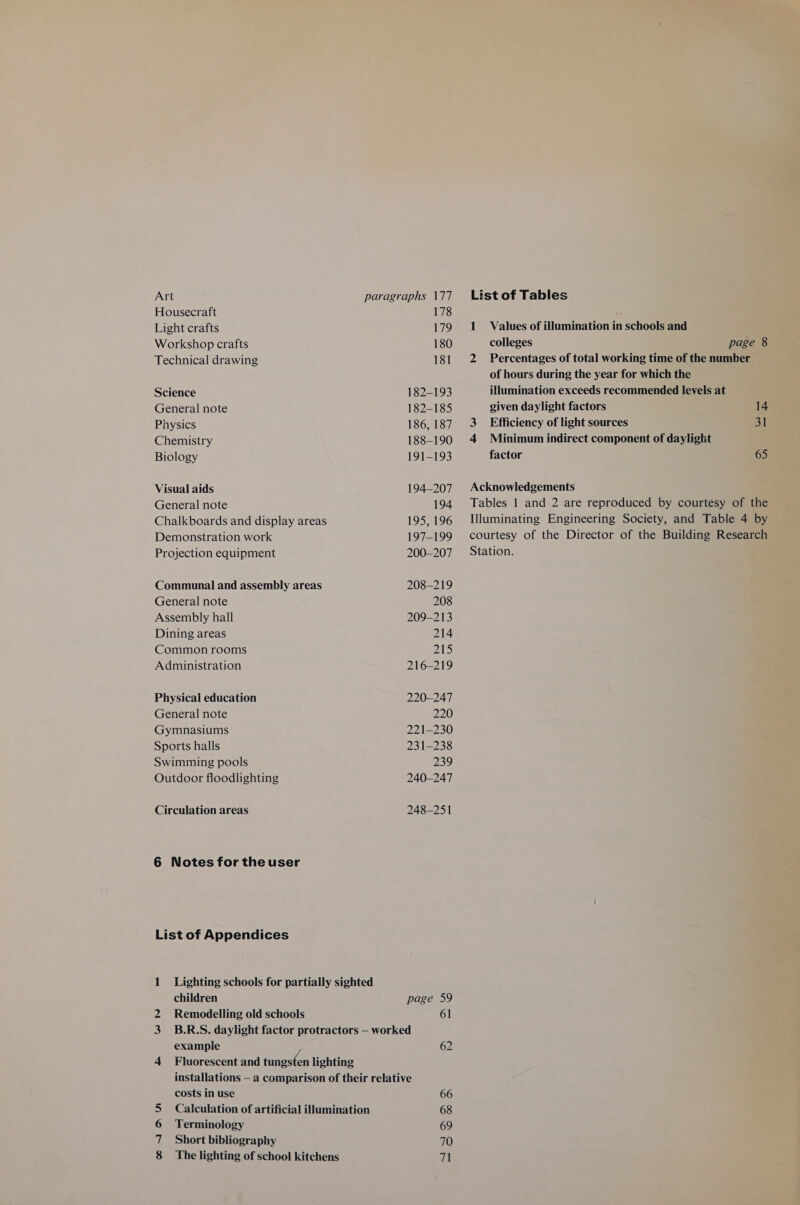 Art paragraphs 177
Housecraft 178
Light crafts 179
Workshop crafts 180
Technical drawing 181
Science 182–193
General note 182–185
Physics 186, 187
Chemistry 188–190
Biology 191–193
Visual aids 194–207
General note 194
Chalkboards and display areas 195, 196
Demonstration work 197–199
Projection equipment 200–207
Communal and assembly areas 208–219
General note 208
Assembly hall 209–213
Dining areas 214
Common rooms 215
Administration 216–219
Physical education 220–247
General note 220
Gymnasiums 221–230
Sports halls 231–238
Swimming pools 239
Outdoor floodlighting 240–247
Circulation areas 248–251
6 Notes for the user
List of Appendices
1 Lighting schools for partially sighted
children page 59
2 Remodelling old schools 61
3 B.R.S. daylight factor protractors – worked
example 62
4 Fluorescent and tungsten lighting
installations – a comparison of their relative
costs in use 66
5 Calculation of artificial illumination 68
6 Terminology 69
7 Short bibliography 70
8 The lighting of school kitchens 71
List of Tables
1 Values of illumination in schools and
colleges page 8
2 Percentages of total working time of the number
of hours during the year for which the
illumination exceeds recommended levels at
given daylight factors 14
3 Efficiency of light sources 31
4 Minimum indirect component of daylight
factor 65
Acknowledgements
Tables 1 and 2 are reproduced by courtesy of the
Illuminating Engineering Society, and Table 4 by
courtesy of the Director of the Building Research
Station.